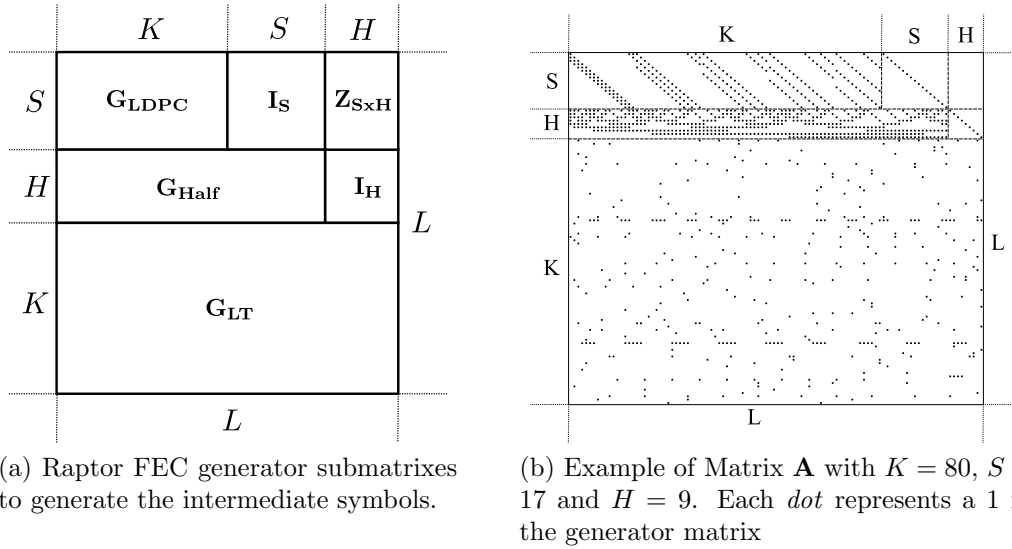 K S H
S G_LDPC I_S Z_SxH
H G_Half I_H
L
K G_LT
L
(a) Raptor FEC generator submatrixes
to generate the intermediate symbols.
K S H
S
H
L
K
L
(b) Example of Matrix A with K = 80, S
17 and H = 9. Each dot represents a 1
the generator matrix